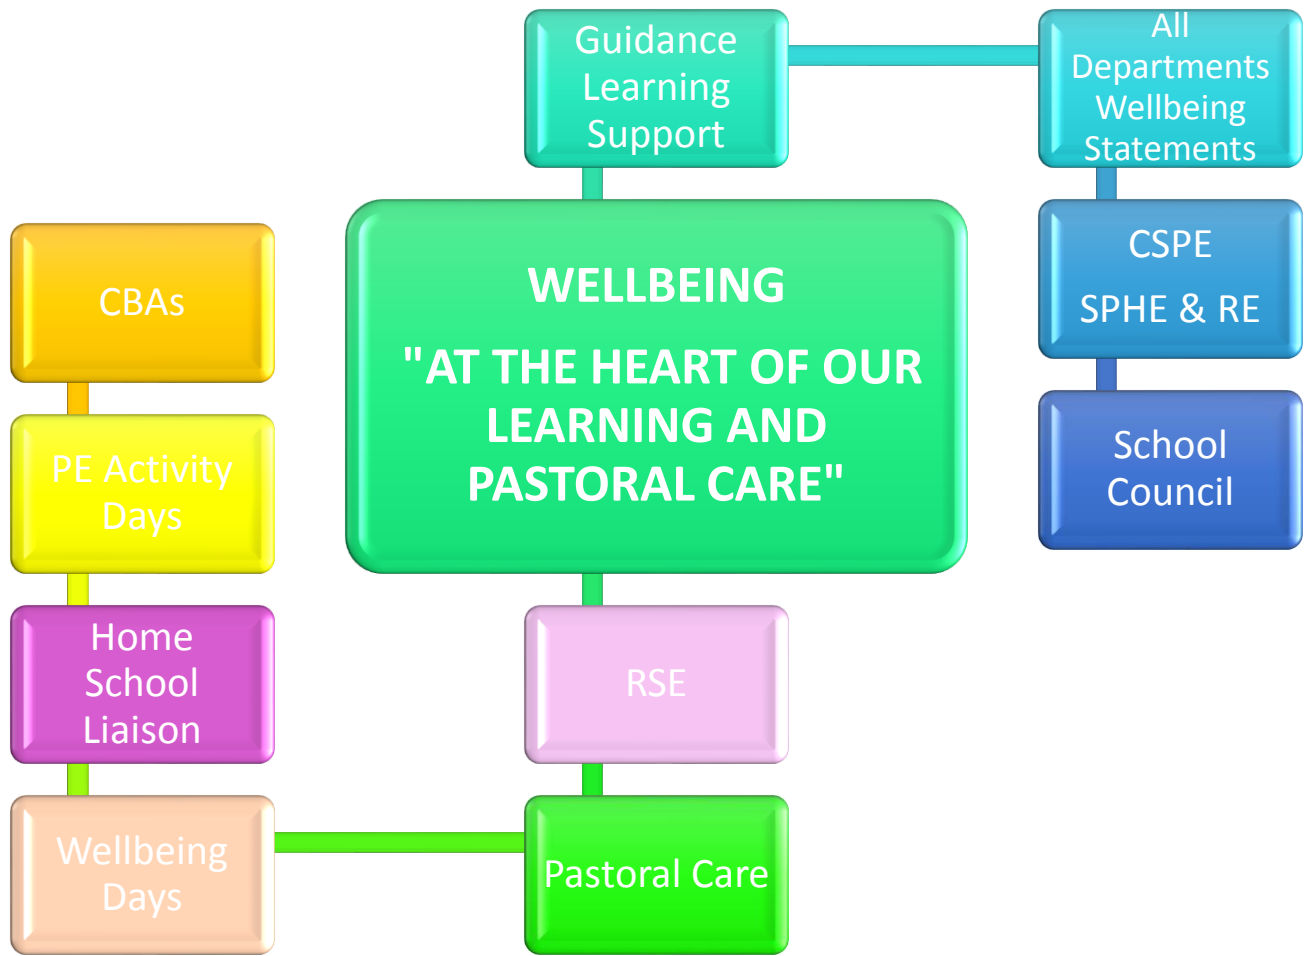 CBAs
PE Activity
Days
Home
School
Liaison
Wellbeing
Days
Pastoral Care
RSE
WELLBEING
"AT THE HEART OF OUR
LEARNING AND
PASTORAL CARE"
Guidance
Learning
Support
All
Departments
Wellbeing
Statements
CSPE
SPHE & RE
School
Council